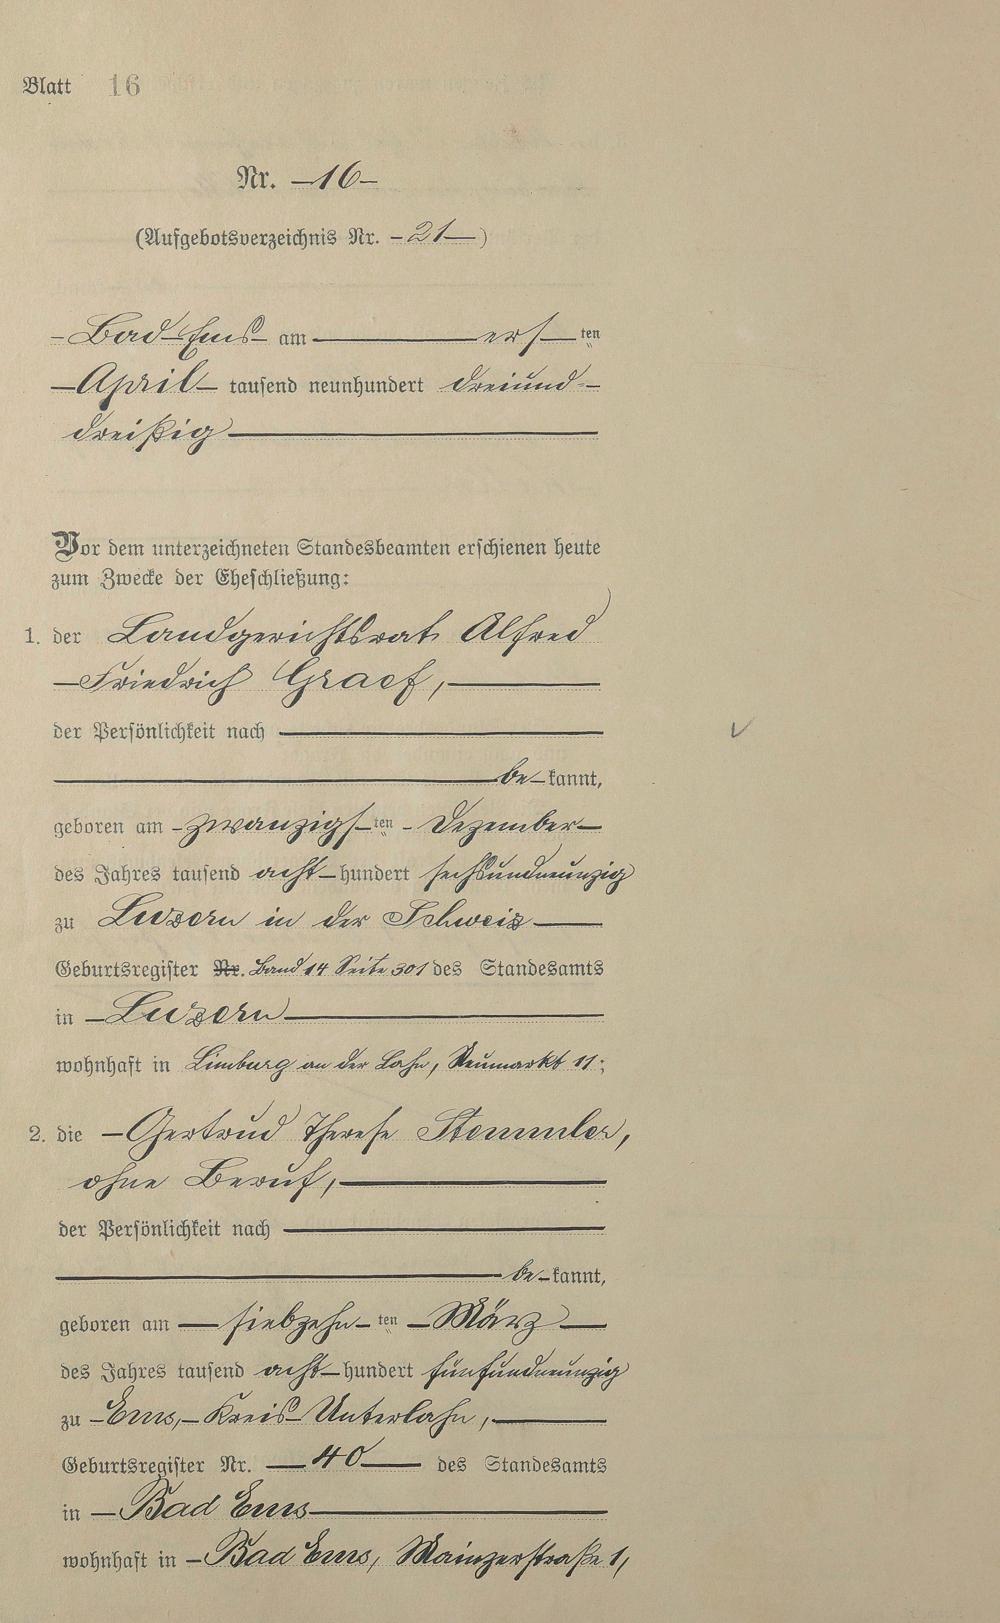 Blatt 16
Nr. —16—
(Aufgebotsverzeichnis Nr. —21—)
—Bad—Ems— am — ers—ten
—April— tausend neunhundert dreiund-—
dreißig—
Vor dem unterzeichneten Standesbeamten erschienen heute
zum Zwecke der Eheschließung:
1. der Landgerichtsrat Alfred
—Friedrich Graef,—
der Persönlichkeit nach —
—be—kannt,
geboren am —zwanzigs—ten — Dezember—
des Jahres tausend acht—hundert sechsundneunzig
zu Luzern in der Schweiz—
Geburtsregister Nr. Band 14 Seite 301 des Standesamts
in —Luzern—
wohnhaft in Limburg an der Lahn, Neumarkt 11;
2. die —Gertrud Therese Stemmler,
ohne Beruf,—
der Persönlichkeit nach —
—be—kannt,
geboren am — siebzehn—ten —März—
des Jahres tausend acht—hundert fünfundneunzig
zu —Ems,—Kreis—Unterlahn,—
Geburtsregister Nr. —40— des Standesamts
in —Bad Ems—
wohnhaft in —Bad Ems, Mainzerstraße 1,